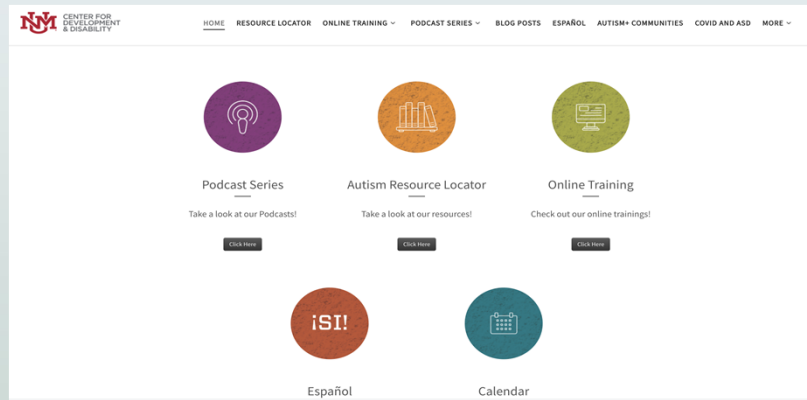 NM CENTER FOR
DEVELOPMENT
& DISABILITY
HOME RESOURCE LOCATOR ONLINE TRAINING PODCAST SERIES BLOG POSTS ESPAÑOL AUTISM+ COMMUNITIES COVID AND ASD MORE
Podcast Series
Take a look at our Podcasts!
Click Here
Autism Resource Locator
Take a look at our resources!
Click Here
Online Training
Check out our online trainings!
Click Here
¡SI!
Español
Calendar